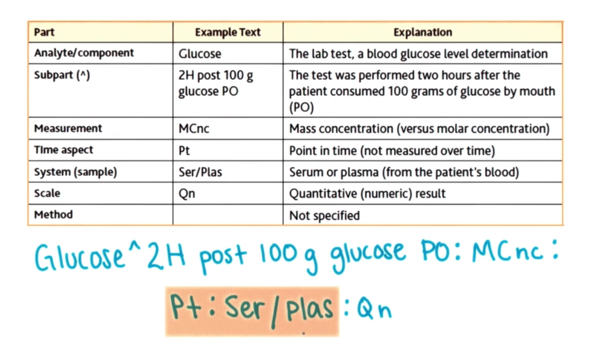 Part Example Text Explanation
Analyte/component Glucose The lab test, a blood glucose level determination
Subpart (^) 2H post 100 g The test was performed two hours after the
glucose PO patient consumed 100 grams of glucose by mouth
(PO)
Measurement MCnc Mass concentration (versus molar concentration)
Time aspect Pt Point in time (not measured over time)
System (sample) Ser/Plas Serum or plasma (from the patient's blood)
Scale Qn Quantitative (numeric) result
Method Not specified
Glucose^2H post 100 g glucose PO: MCnc:
Pt: Ser/plas: Qn